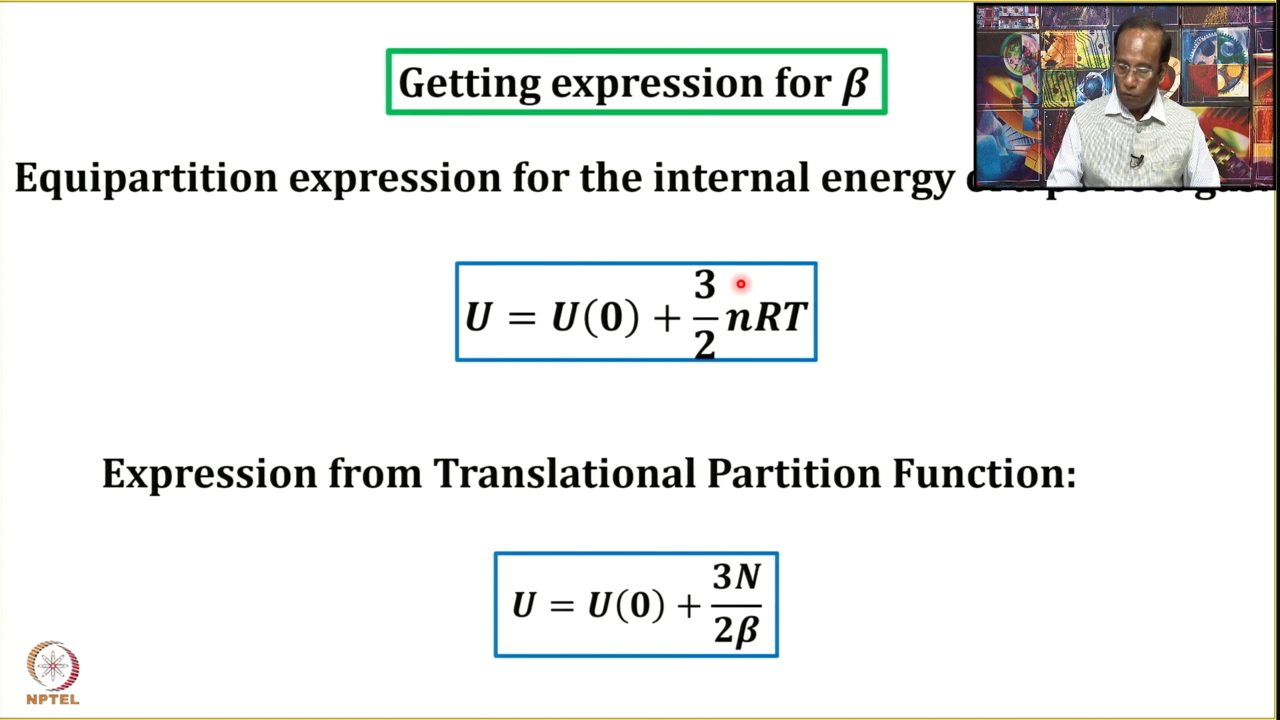 Getting expression for β
Equipartition expression for the internal energy
U = U(0) + 3/2 nRT
Expression from Translational Partition Function:
U = U(0) + 3N/2β
NPTEL